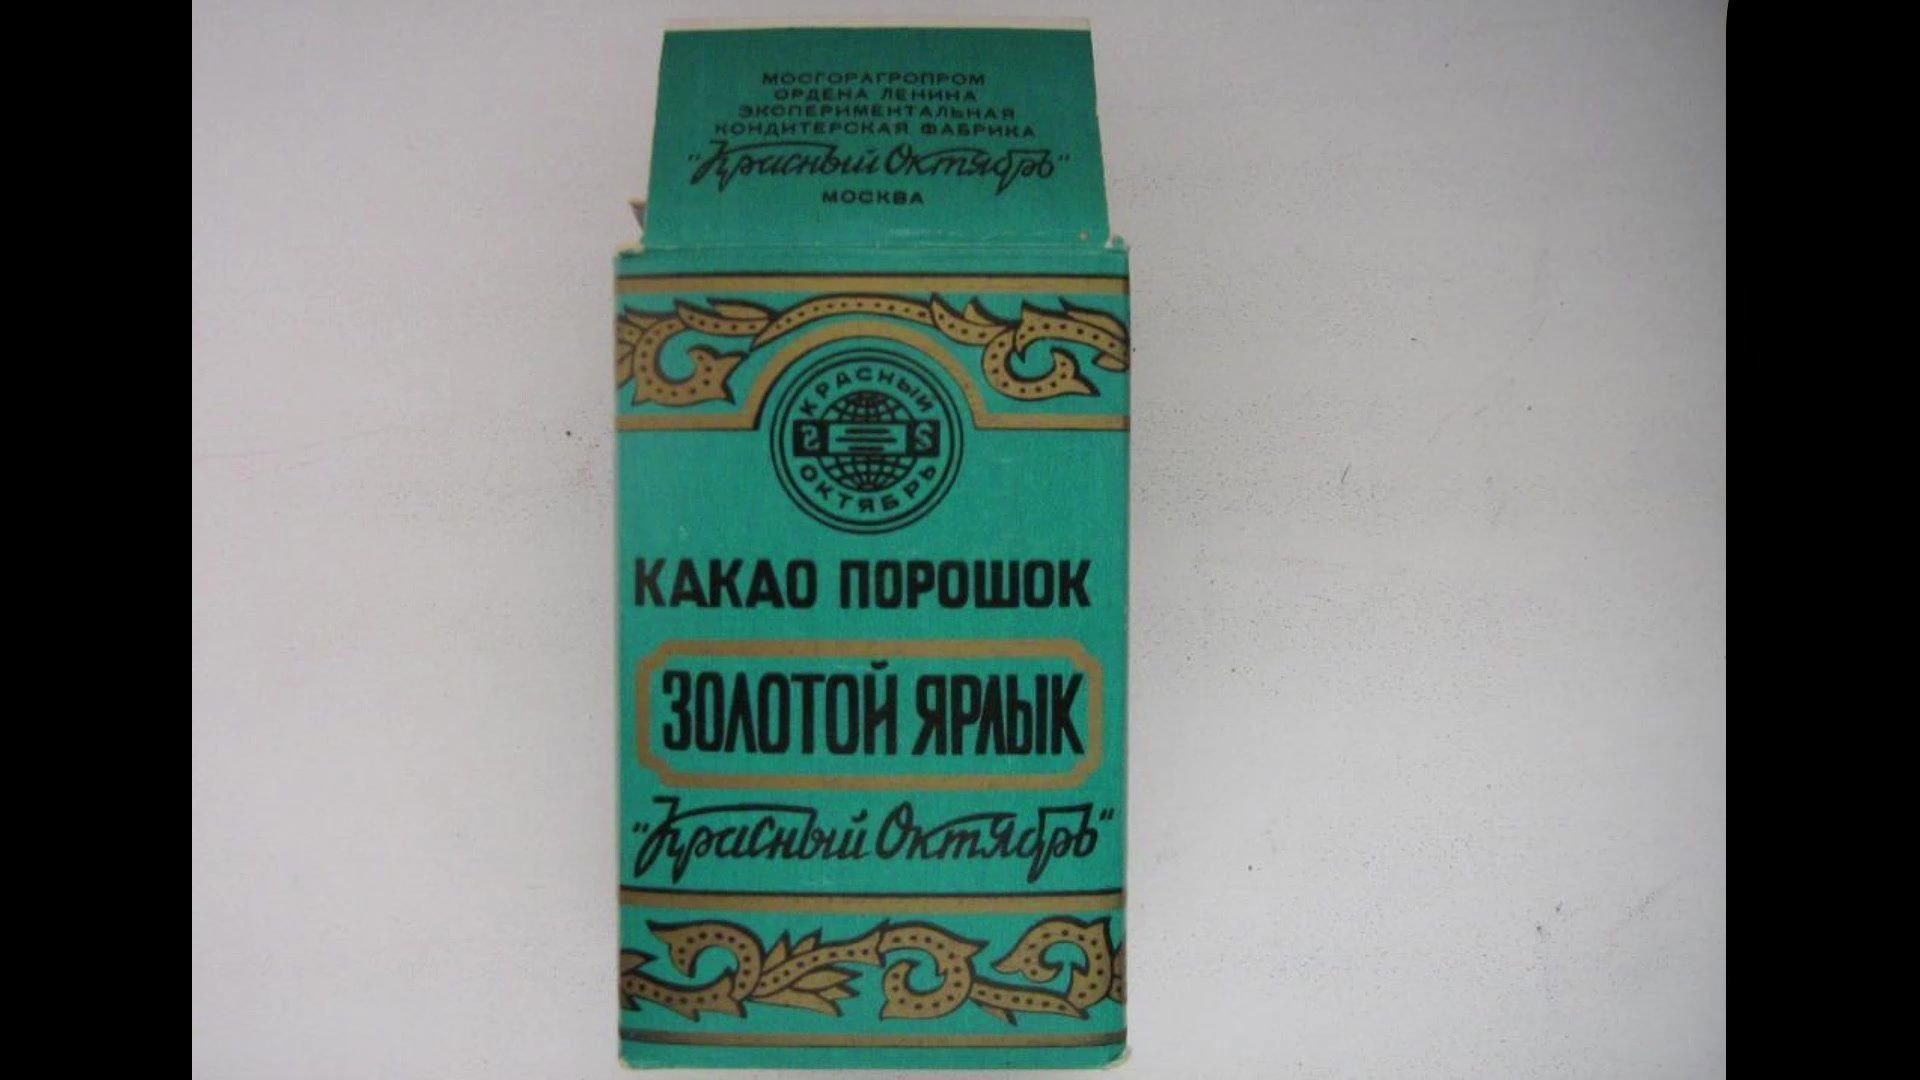 МОСГОРАГРОПРОМ
ОРДЕНА ЛЕНИНА
ЭКСПЕРИМЕНТАЛЬНАЯ
КОНДИТЕРСКАЯ ФАБРИКА
"Красный Октябрь"
МОСКВА
КРАСНЫЙ
ОКТЯБРЬ
КАКАО ПОРОШОК
ЗОЛОТОЙ ЯРЛЫК
"Красный Октябрь"